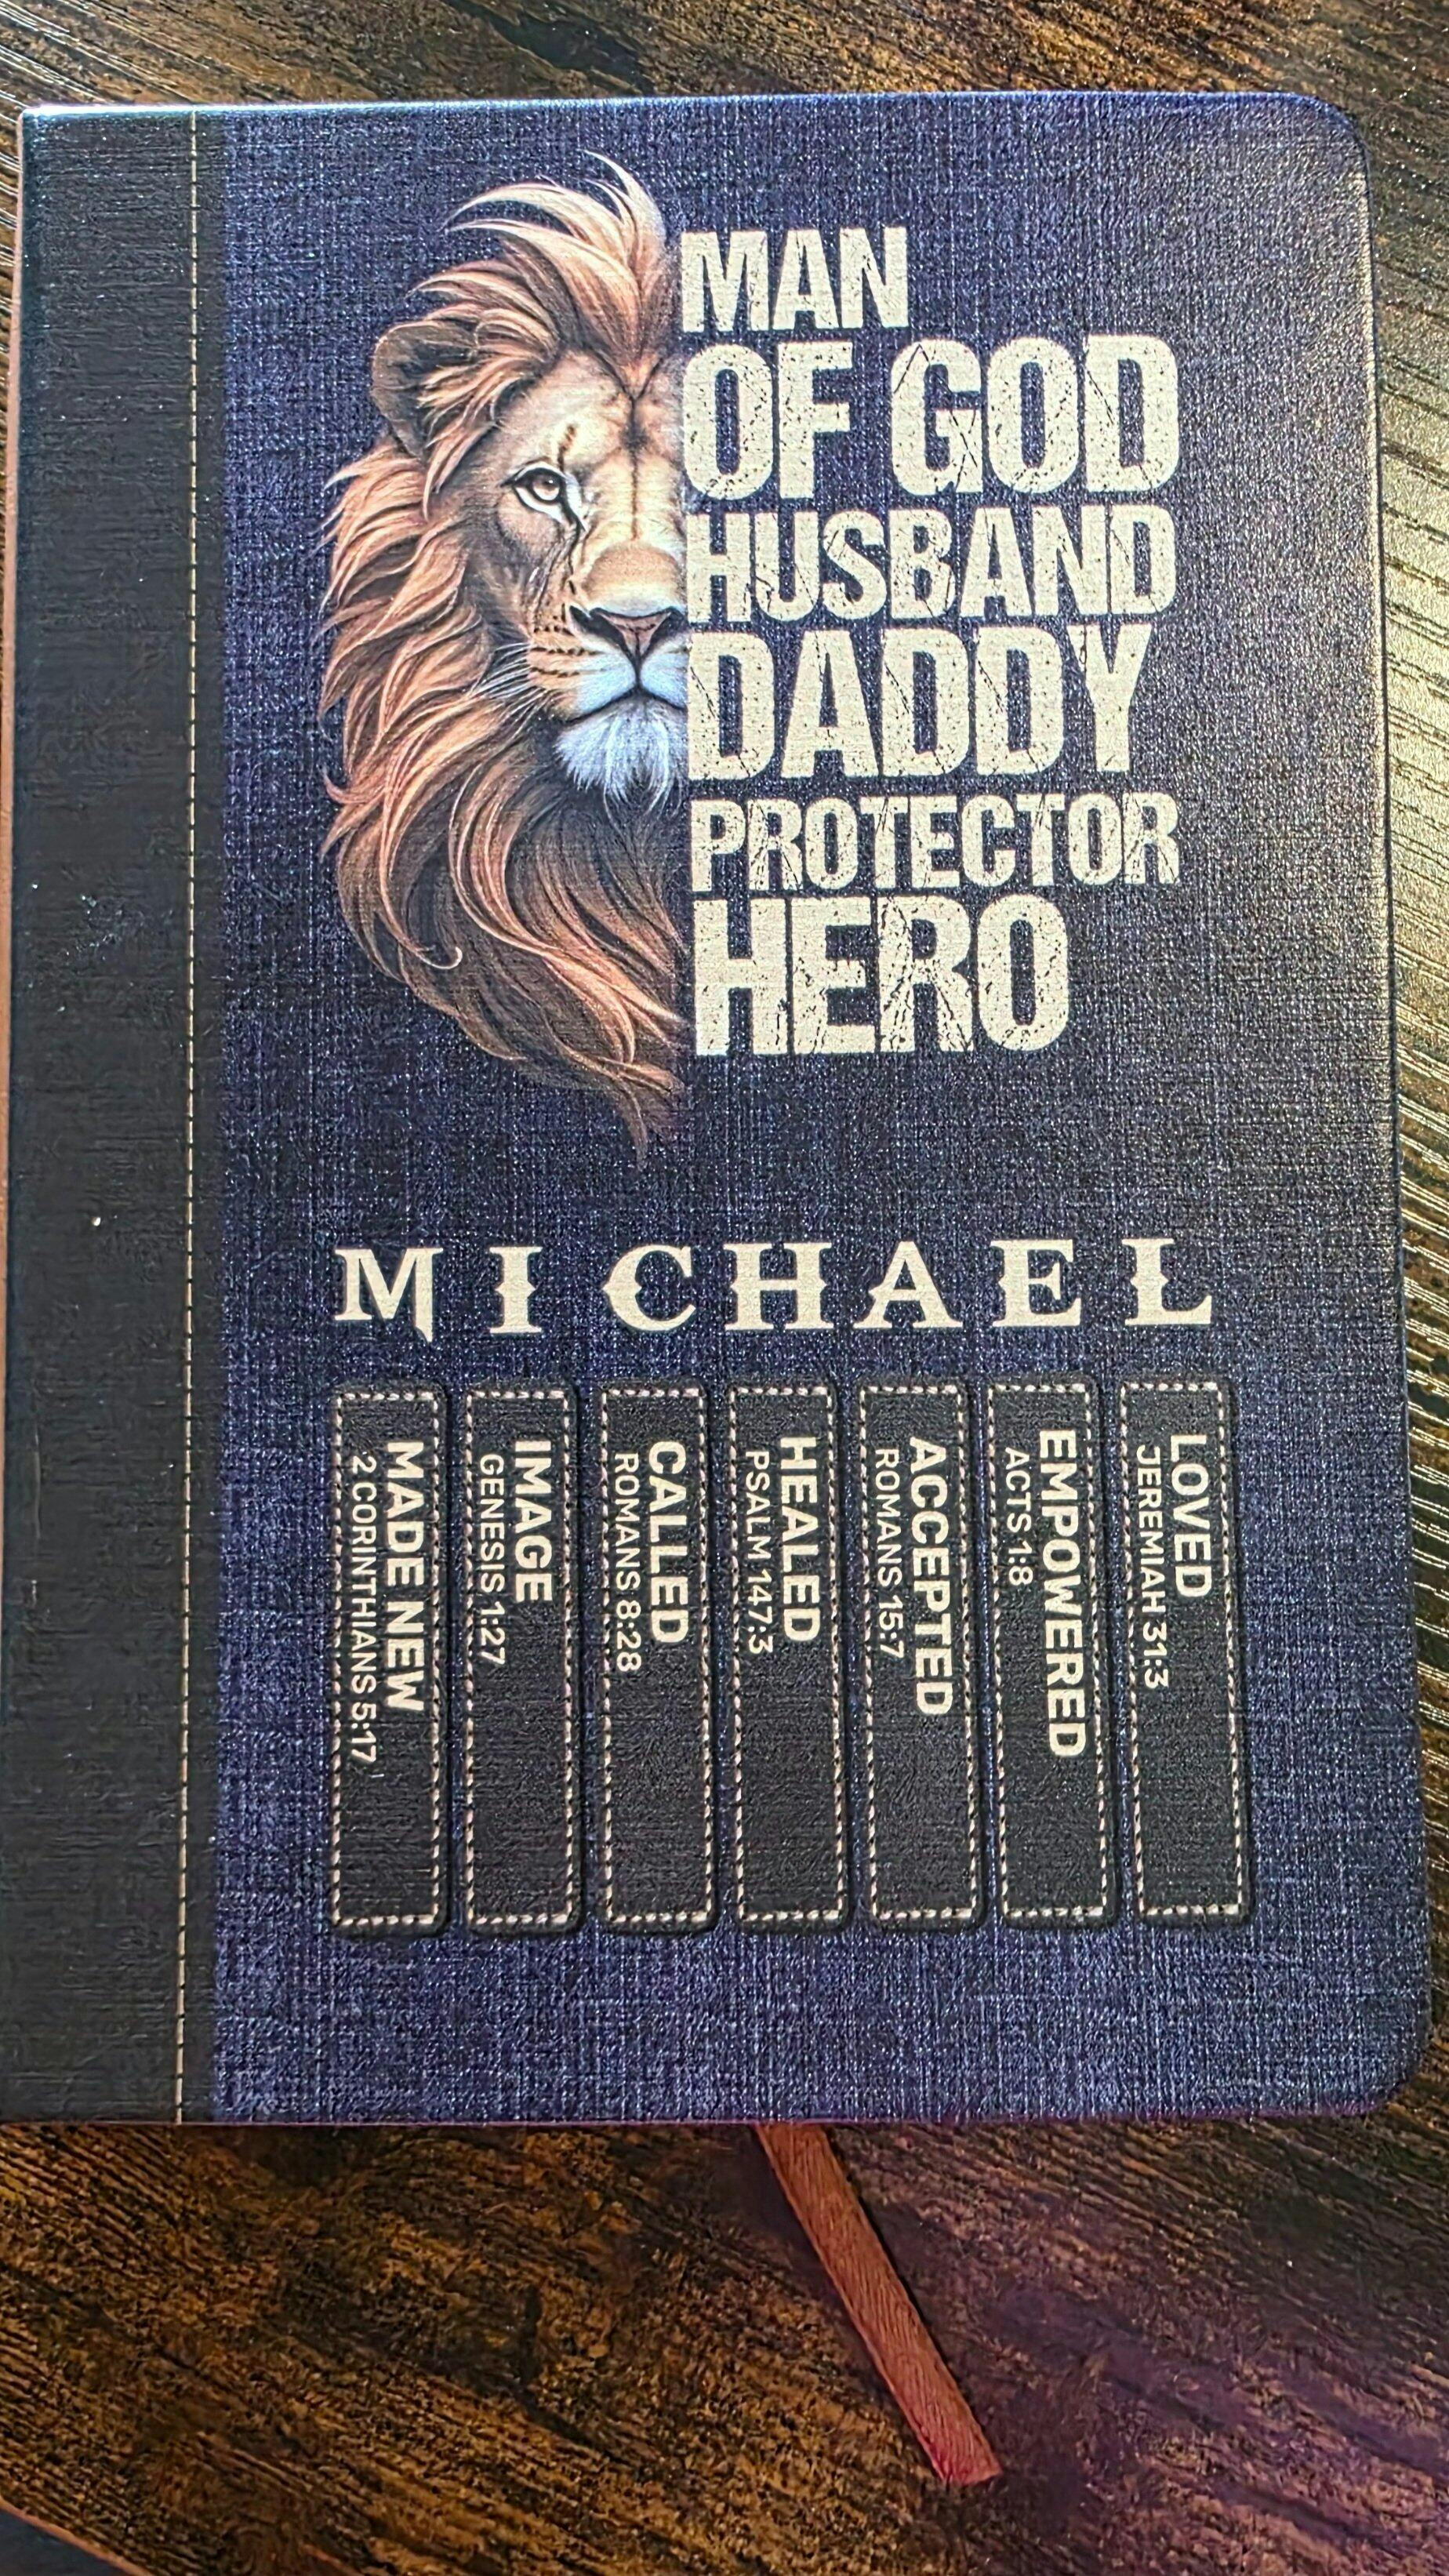 MAN
OF GOD
HUSBAND
DADDY
PROTECTOR
HERO
MICHAEL
MADE NEW
2 CORINTHIANS 5:17
IMAGE
GENESIS 1:27
CALLED
ROMANS 8:28
HEALED
PSALM 147:3
ACCEPTED
ROMANS 15:7
EMPOWERED
ACTS 1:8
LOVED
JEREMIAH 31:3